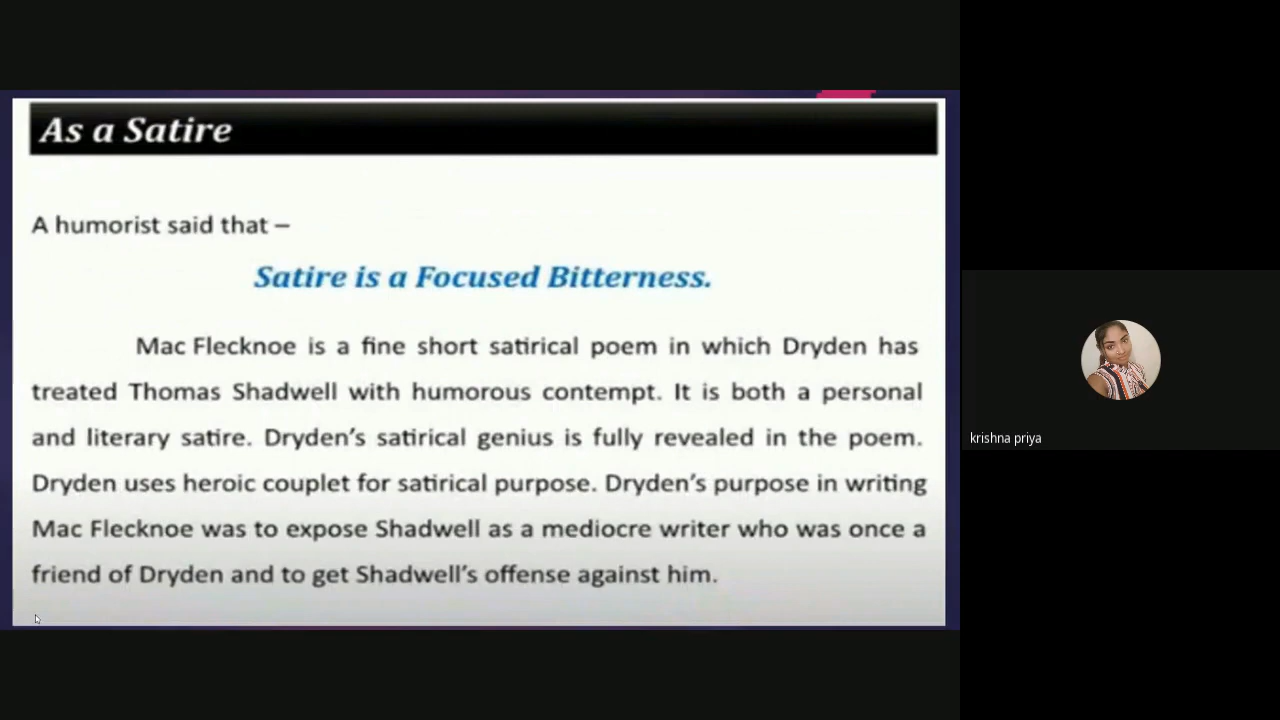 As a Satire
A humorist said that –
Satire is a Focused Bitterness.
Mac Flecknoe is a fine short satirical poem in which Dryden has
treated Thomas Shadwell with humorous contempt. It is both a personal
and literary satire. Dryden's satirical genius is fully revealed in the poem.
Dryden uses heroic couplet for satirical purpose. Dryden's purpose in writing
Mac Flecknoe was to expose Shadwell as a mediocre writer who was once a
friend of Dryden and to get Shadwell's offense against him.
krishna priya